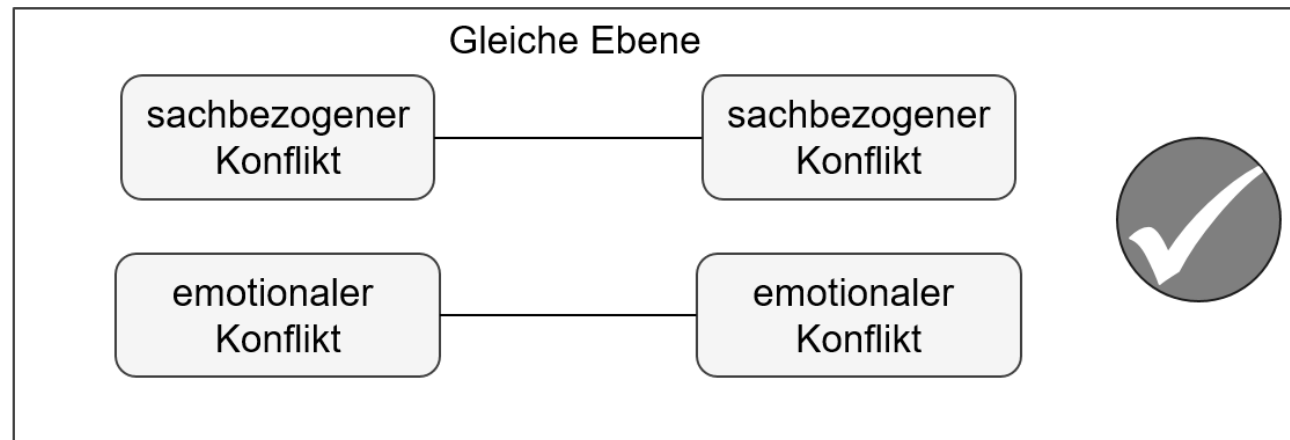 Gleiche Ebene
sachbezogener
Konflikt
sachbezogener
Konflikt
emotionaler
Konflikt
emotionaler
Konflikt